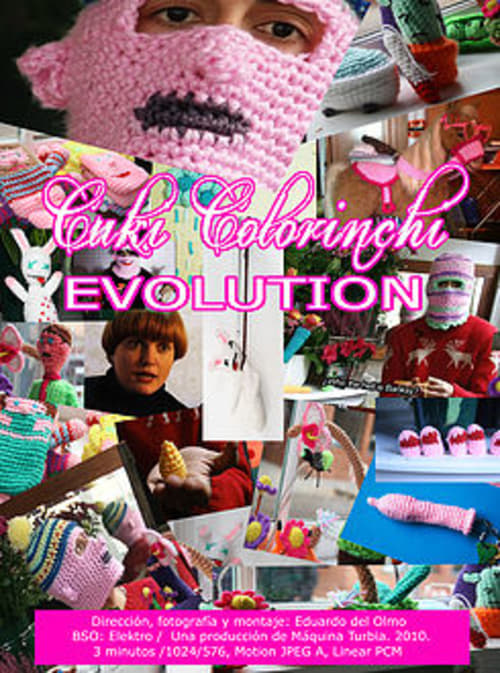 Cuki Colorinchi
EVOLUTION
Dirección, fotografía y montaje: Eduardo del Olmo
BSO: Elektro / Una producción de Máquina Turbia. 2010.
3 minutos /1024/576, Motion JPEG A, Linear PCM